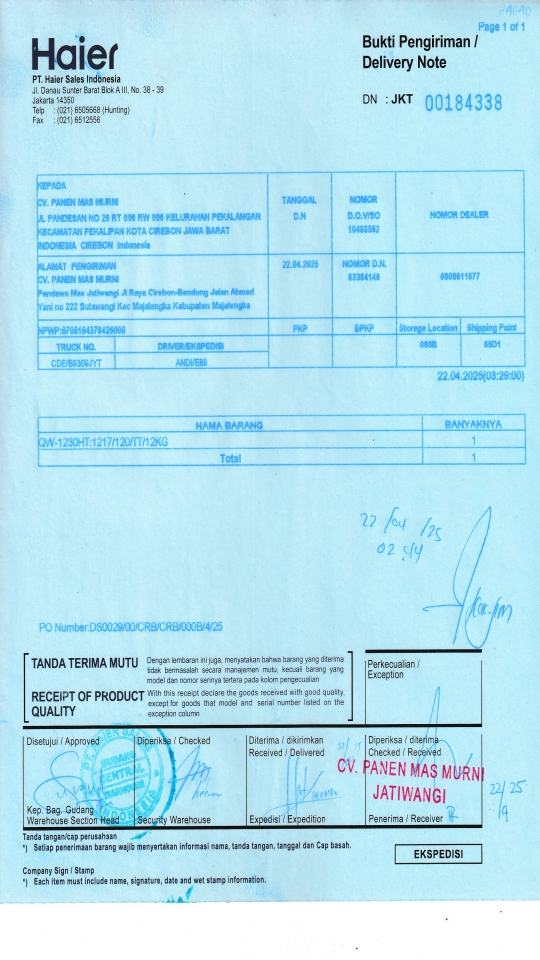 Page 1 of 1
Haier
Bukti Pengiriman /
Delivery Note
PT. Haier Sales Indonesia
Jl. Danau Sunter Barat Blok A III, No. 38 - 39
Jakarta 14350
Telp : (021) 6505668 (Hunting)
Fax : (021) 6512556
DN : JKT 00184338
KEPADA
CV. PANEN MAS MURNI
JL PANDESAN NO 26 RT 006 RW 006 KELURAHAN PEKALANGAN
KECAMATAN PEKALIPAN KOTA CIREBON JAWA BARAT
INDONESIA CIREBON Indonesia
TANGGAL
D.N
NOMOR
D.O.V/SO
10488562
NOMOR DEALER
ALAMAT PENGIRIMAN
CV. PANEN MAS MURNI
Pandawa Mas Jatiwangi Jl Raya Cirebon-Bandung Jalan Ahmad
Yani no 222 Sutawangi Kec Majalengka Kabupaten Majalengka
22.04.2025
NOMOR D.N.
83384146
6000611677
PKP
BPKP
Storege Location
Shipping Point
TRUCK NO.
DRIVER/EKSPEDISI
65D1
ANDI/E88
22.04.2025(03:29:00)
NAMA BARANG
BANYAKNYA
QW-1230HT:1217/120/TT/12KG
1
Total
1
22/04/25
PO Number:DS0029/00/CRB/CRB/000B/4/25
TANDA TERIMA MUTU
Dengan lembaran ini juga, menyatakan bahwa barang yang diterima
tidak bermasalah secara manajemen mutu, kecuali barang yang
model dan nomor serinya tertera pada kolom pengecualian
RECEIPT OF PRODUCT
QUALITY
With this receipt declare the goods received with good quality,
except for goods that model and serial number listed on the
exception column
Perkecualian /
Exception
Disetujui / Approved
Diperiksa / Checked
Diterima / dikirimkan
Received / Delivered
Diperiksa / diterima
Checked / Received
GUDANG
CENTRAL
WAREHOUSE
INDONESIA
CV. PANEN MAS MURNI
JATIWANGI
Kep. Bag. Gudang
Warehouse Section Head
Security Warehouse
Expedisi / Expedition
Penerima / Receiver
22/25
/4
Tanda tangan/cap perusahaan
*) Setiap penerimaan barang wajib menyertakan informasi nama, tanda tangan, tanggal dan Cap basah.
EKSPEDISI
Company Sign / Stamp
*) Each item must include name, signature, date and wet stamp information.